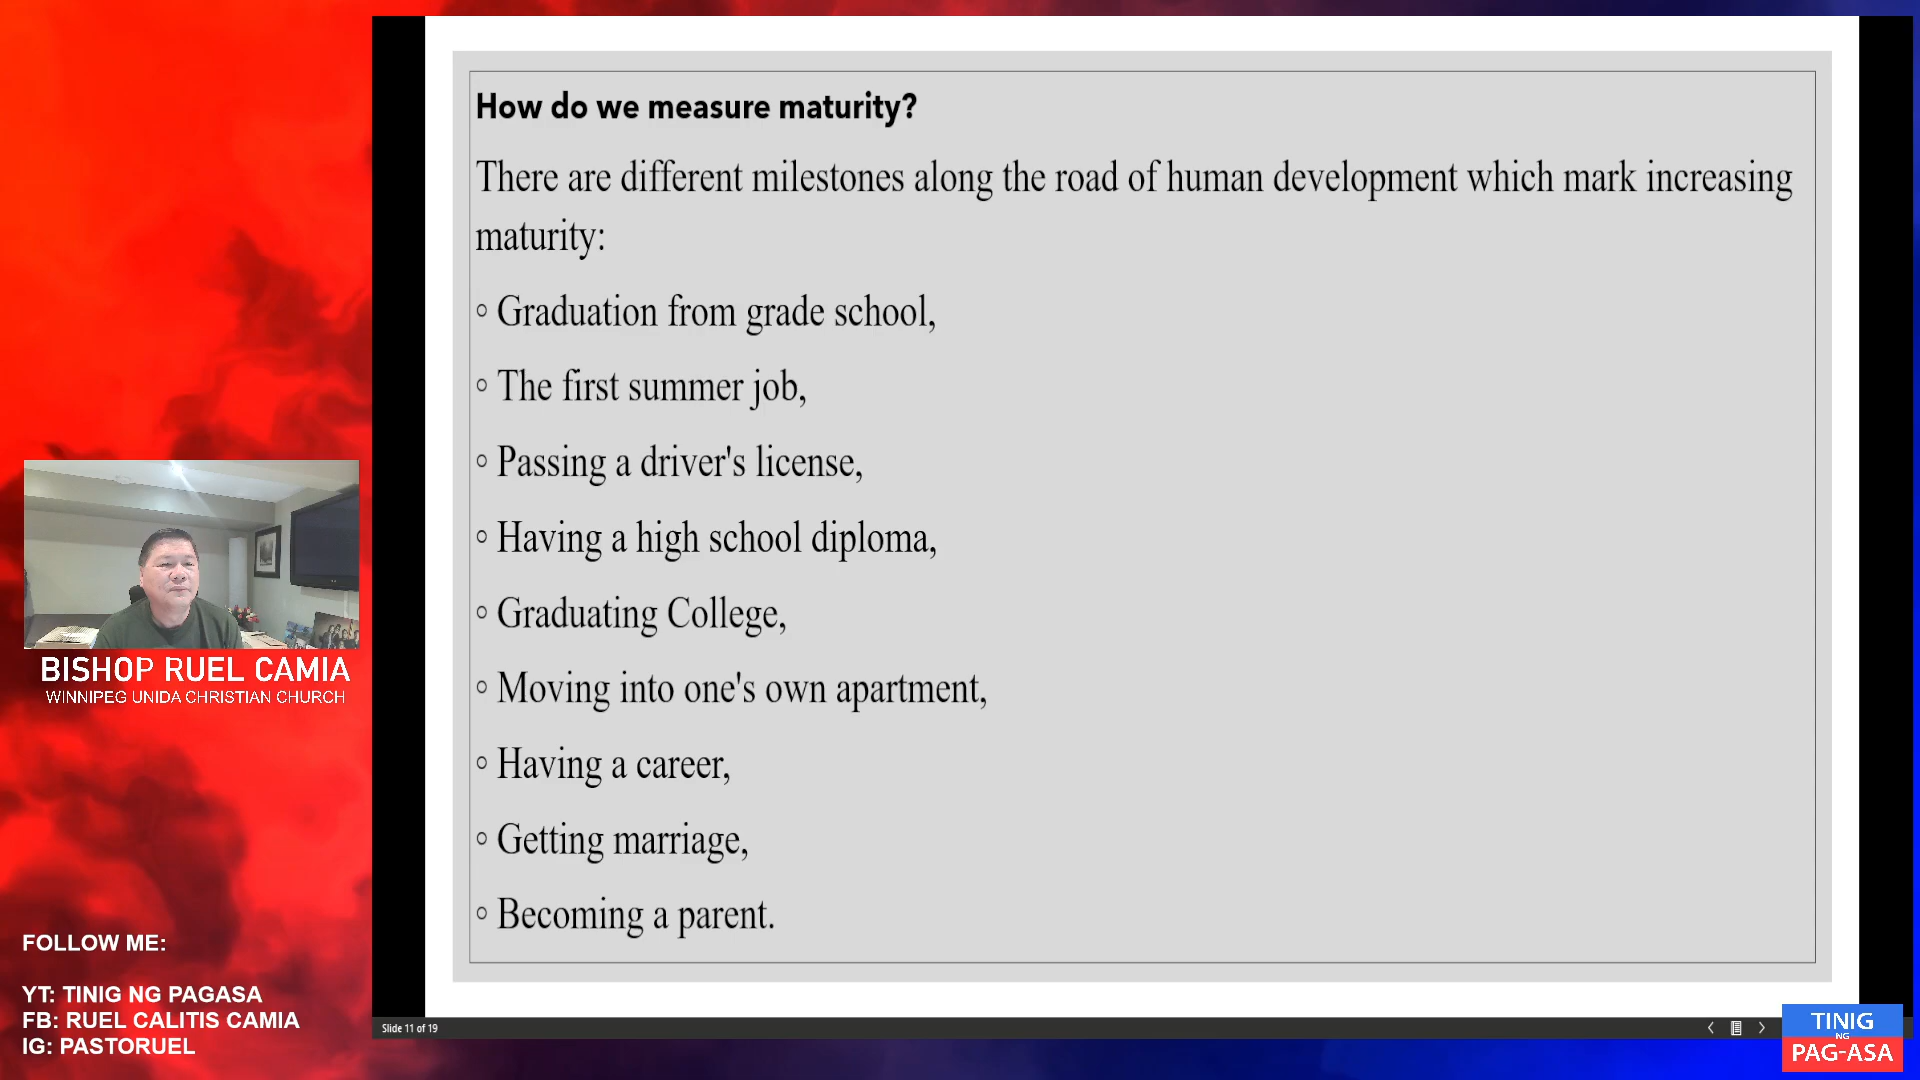 How do we measure maturity?
There are different milestones along the road of human development which mark increasing
maturity:
◦ Graduation from grade school,
◦ The first summer job,
◦ Passing a driver's license,
◦ Having a high school diploma,
◦ Graduating College,
◦ Moving into one's own apartment,
◦ Having a career,
◦ Getting marriage,
◦ Becoming a parent.
BISHOP RUEL CAMIA
WINNIPEG UNIDA CHRISTIAN CHURCH
FOLLOW ME:
YT: TINIG NG PAGASA
FB: RUEL CALITIS CAMIA
IG: PASTORUEL
Slide 11 of 19
TINIG
NG
PAG-ASA